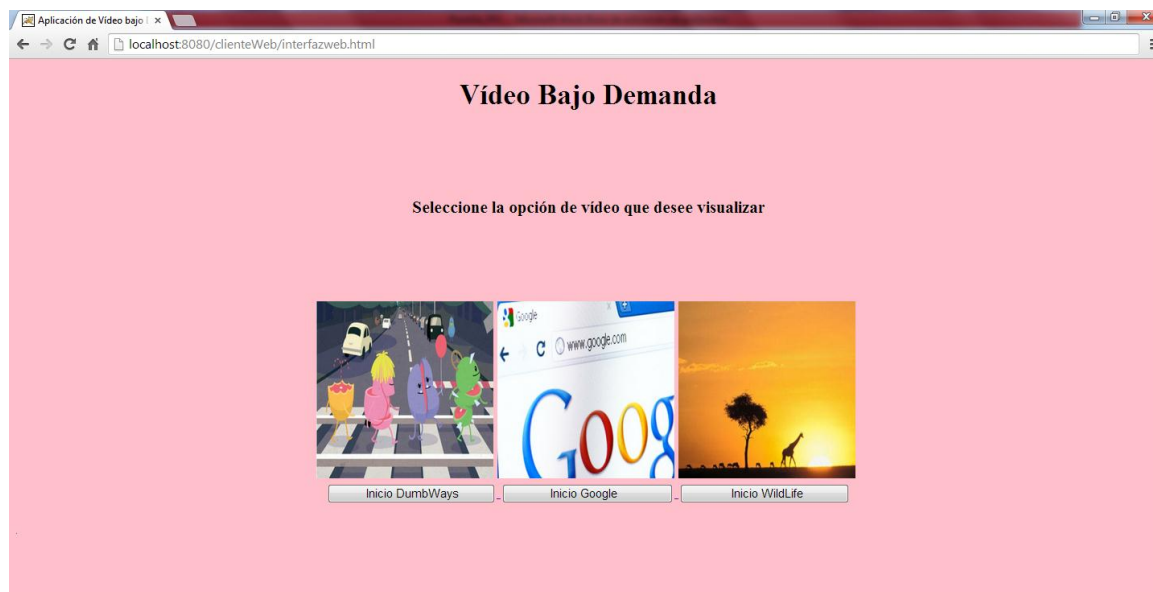 Aplicación de Vídeo bajo
localhost:8080/clienteWeb/interfazweb.html
Vídeo Bajo Demanda
Seleccione la opción de vídeo que desee visualizar
Google
www.google.com
Goog
Inicio DumbWays
Inicio Google
Inicio WildLife